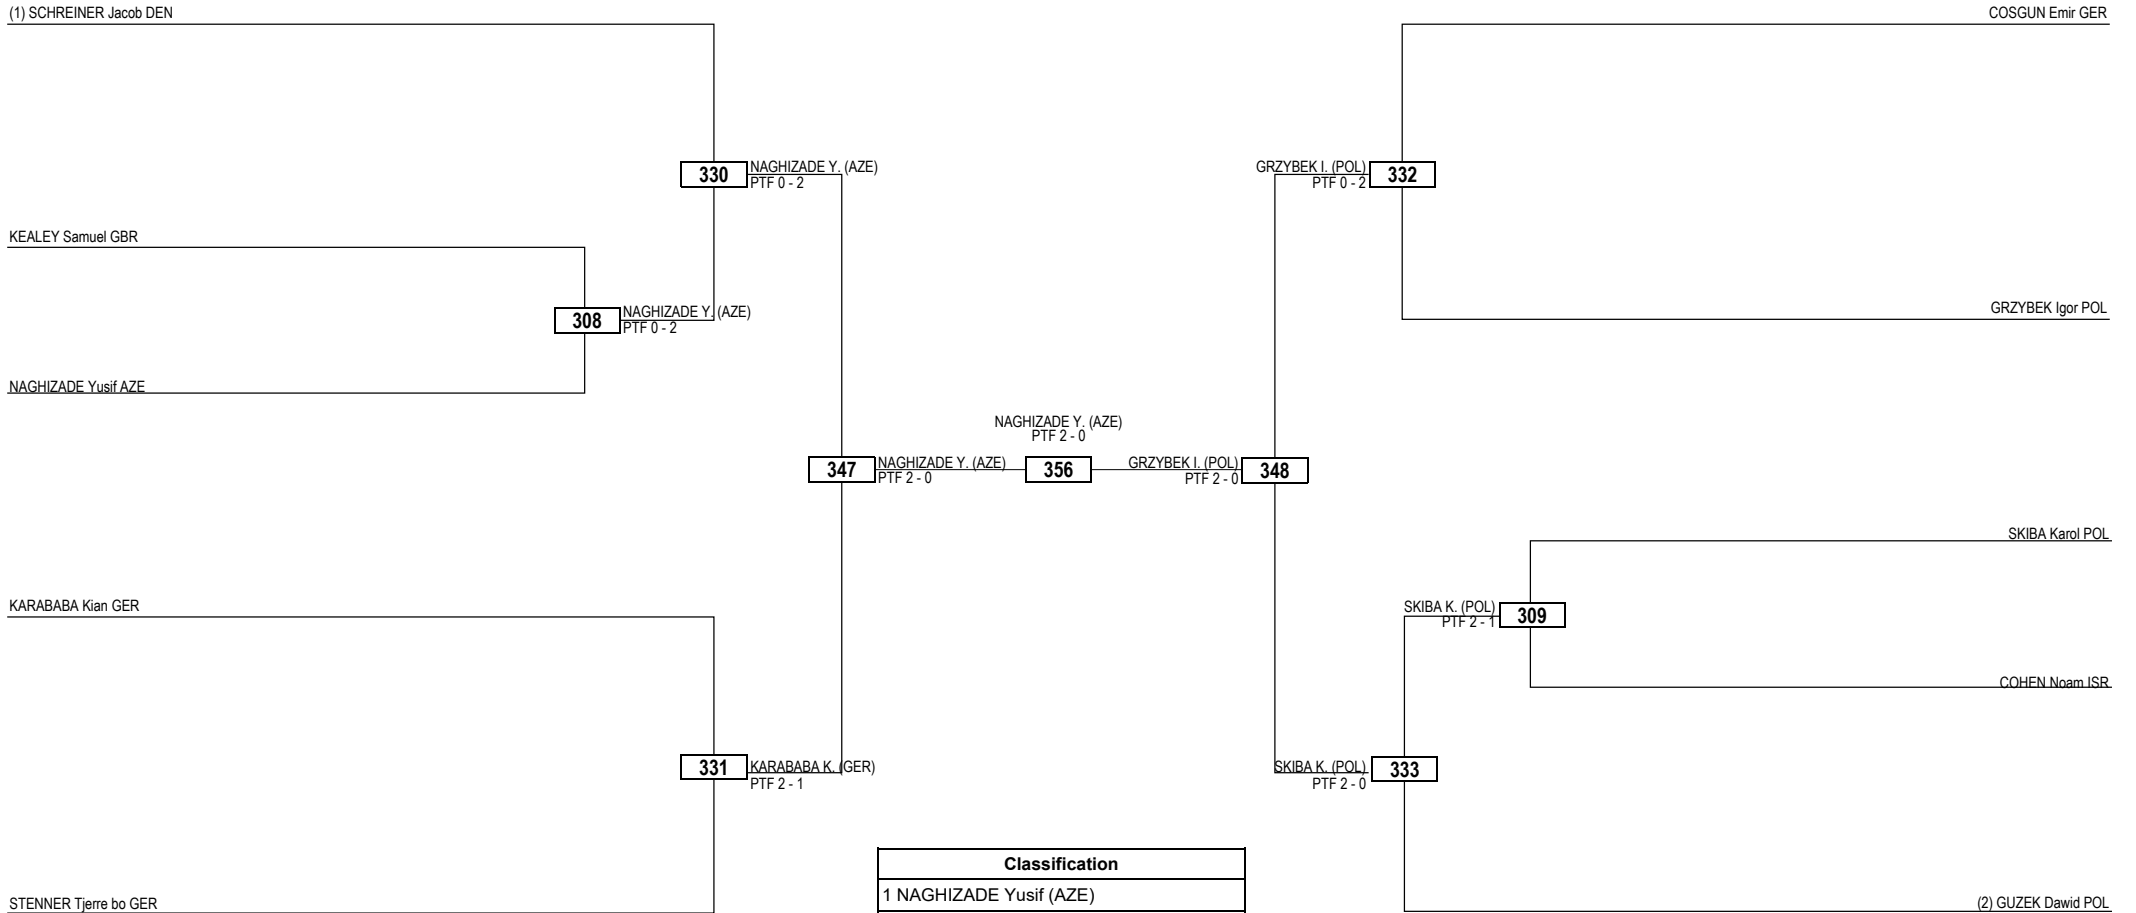 (1) SCHREINER Jacob DEN
COSGUN Emir GER
330
NAGHIZADE Y. (AZE)
PTF 0 - 2
GRZYBEK I. (POL)
PTF 0 - 2
332
KEALEY Samuel GBR
308
NAGHIZADE Y. (AZE)
PTF 0 - 2
GRZYBEK Igor POL
NAGHIZADE Yusif AZE
NAGHIZADE Y. (AZE)
PTF 2 - 0
347
NAGHIZADE Y. (AZE)
PTF 2 - 0
356
GRZYBEK I. (POL)
PTF 2 - 0
348
SKIBA Karol POL
KARABABA Kian GER
SKIBA K. (POL)
PTF 2 - 1
309
COHEN Noam ISR
331
KARABABA K. (GER)
PTF 2 - 1
SKIBA K. (POL)
PTF 2 - 0
333
Classification
1 NAGHIZADE Yusif (AZE)
STENNER Tjerre bo GER
(2) GUZEK Dawid POL